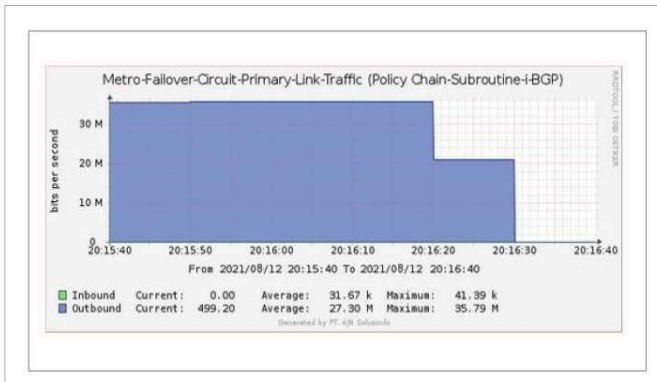 Metro-Failover-Circuit-Primary-Link-Traffic (Policy Chain-Subroutine-i-BGP)
RRDTOOL / TOBI OETIKER
bits per second
30 M
20 M
10 M
0
20:15:40 20:15:50 20:16:00 20:16:10 20:16:20 20:16:30 20:16:40
From 2021/08/12 20:15:40 To 2021/08/12 20:16:40
Inbound Current: 0.00 Average: 31.67 k Maximum: 41.39 k
Outbound Current: 499.20 Average: 27.30 M Maximum: 35.79 M
Generated by PT. AJN Solusindo